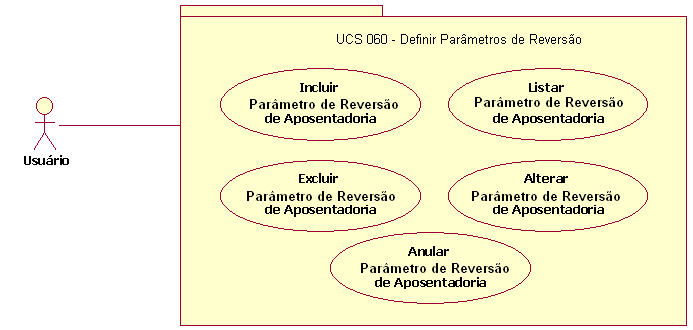 UCS 060 - Definir Parâmetros de Reversão
Incluir
Parâmetro de Reversão
de Aposentadoria
Listar
Parâmetro de Reversão
de Aposentadoria
Usuário
Excluir
Parâmetro de Reversão
de Aposentadoria
Alterar
Parâmetro de Reversão
de Aposentadoria
Anular
Parâmetro de Reversão
de Aposentadoria